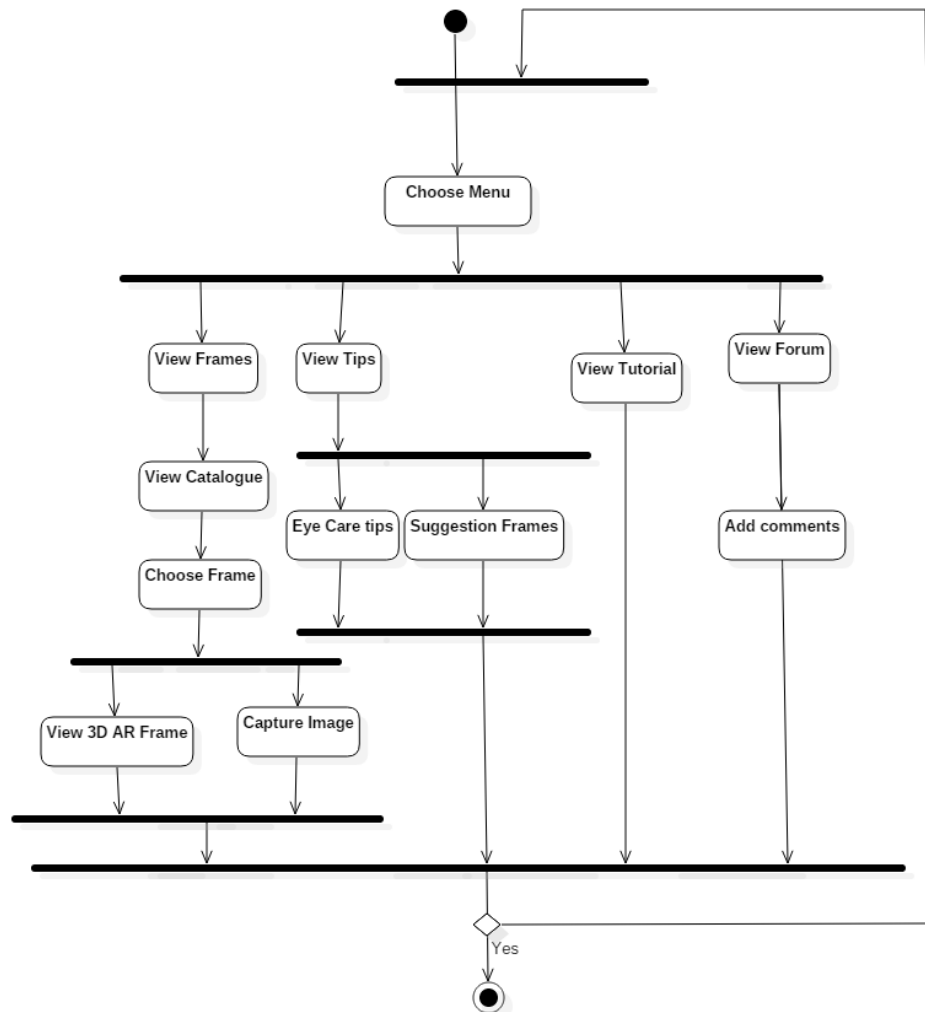 Choose Menu
View Frames
View Tips
View Tutorial
View Forum
View Catalogue
Eye Care tips
Suggestion Frames
Add comments
Choose Frame
View 3D AR Frame
Capture Image
Yes